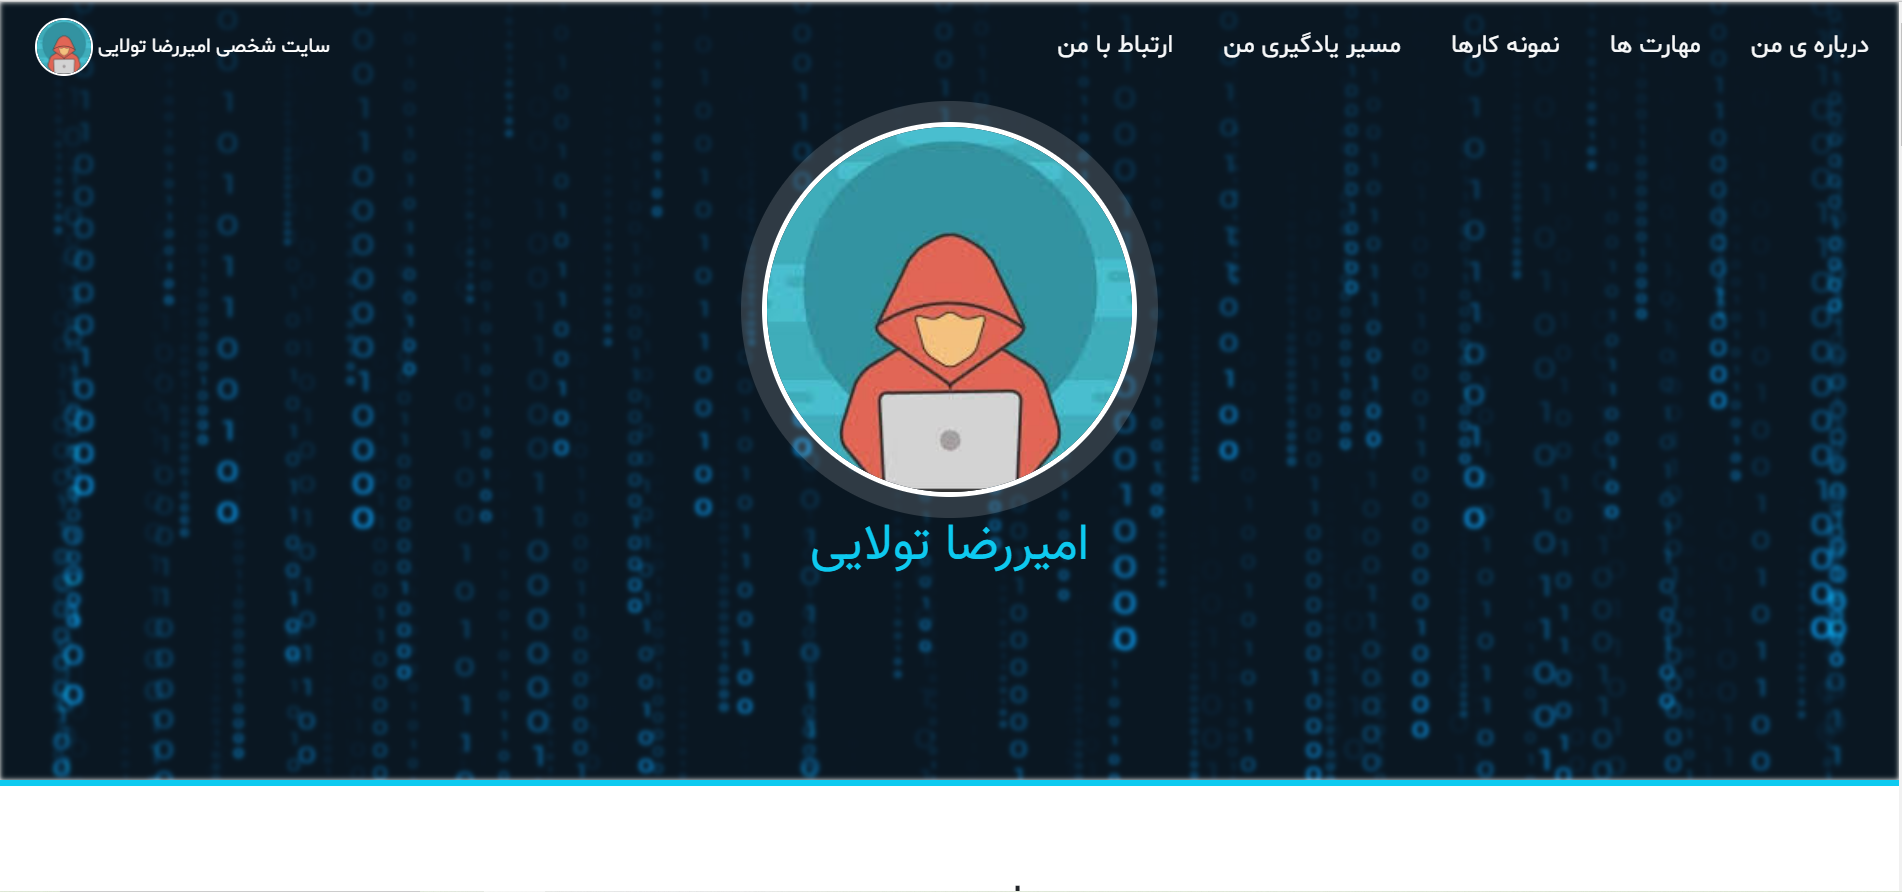 درباره ی من
مهارت ها
نمونه کارها
مسیر یادگیری من
ارتباط با من
سایت شخصی امیررضا تولایی
امیررضا تولایی